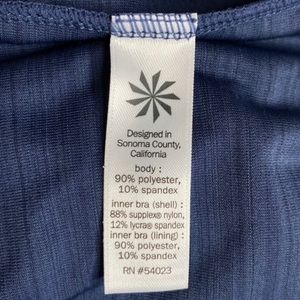 Designed in
Sonoma County,
California
body :
90% polyester,
10% spandex
inner bra (shell) :
88% supplex® nylon,
12% lycra® spandex
inner bra (lining) :
90% polyester,
10% spandex
RN #54023